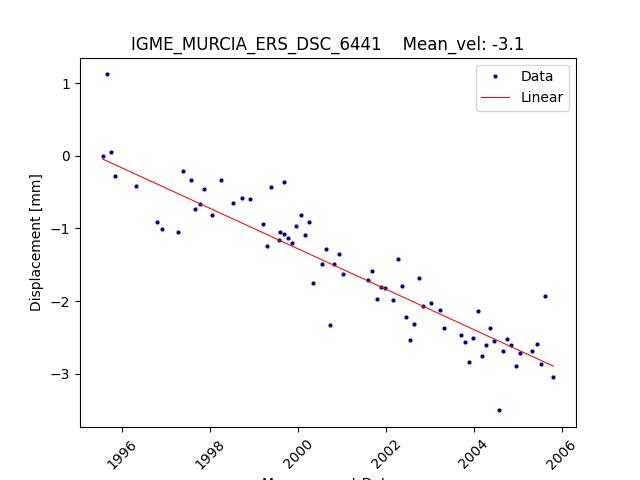 IGME_MURCIA_ERS_DSC_6441    Mean_vel: -3.1
Data
Linear
1
0
−1
−2
−3
Displacement [mm]
1996
1998
2000
2002
2004
2006